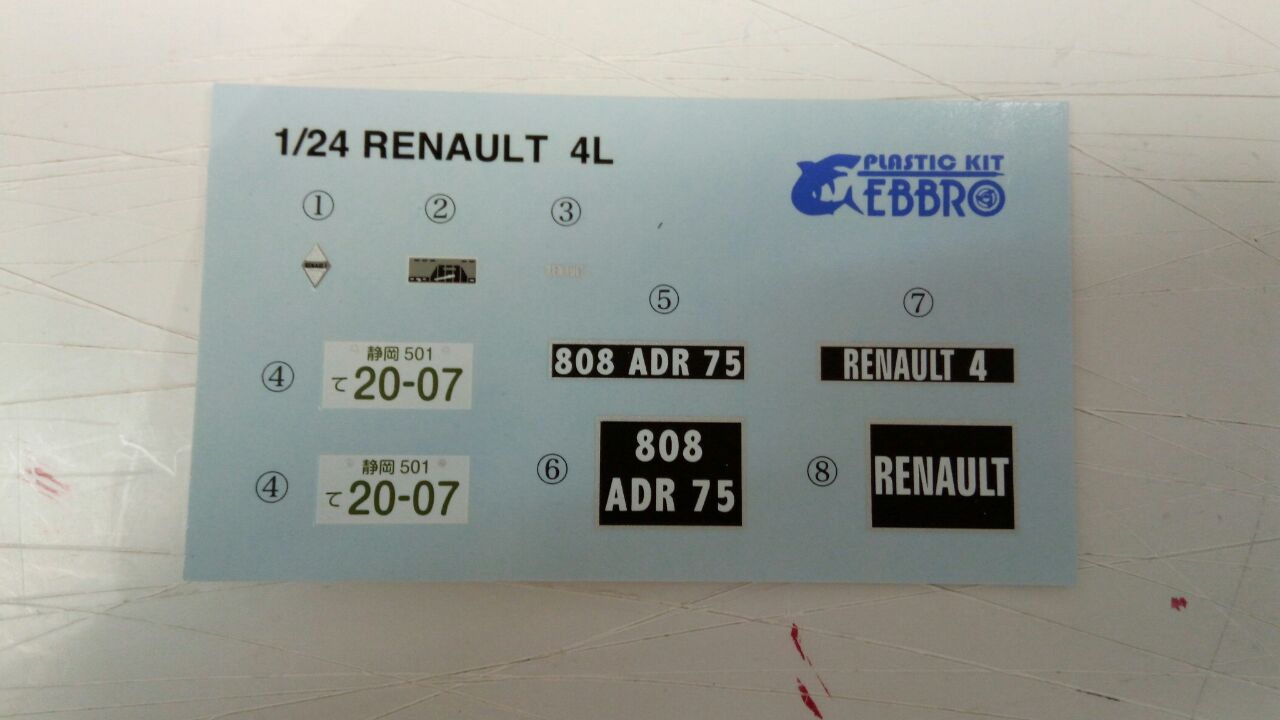 1/24 RENAULT 4L
PLASTIC KIT
EBBRO
① ② ③
RENAULT
⑤ ⑦
④
静岡 501
て 20-07
808 ADR 75
RENAULT 4
④
静岡 501
て 20-07
⑥
808
ADR 75
⑧
RENAULT